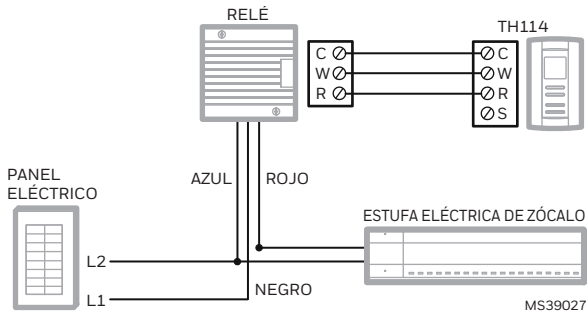 RELÉ
TH114
C
W
R
C
W
R
S
PANEL
ELÉCTRICO
AZUL
ROJO
ESTUFA ELÉCTRICA DE ZÓCALO
L2
L1
NEGRO
MS39027